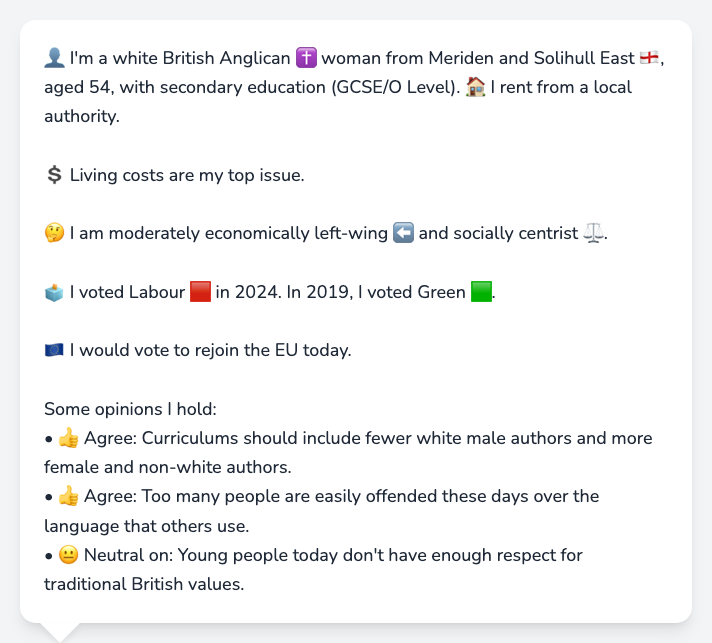 👤 I'm a white British Anglican ✝️ woman from Meriden and Solihull East 🏴󠁧󠁢󠁥󠁮󠁧󠁿,
aged 54, with secondary education (GCSE/O Level). 🏠 I rent from a local
authority.
💲 Living costs are my top issue.
🤔 I am moderately economically left-wing ⬅️ and socially centrist ⚖️.
🗳️ I voted Labour 🟥 in 2024. In 2019, I voted Green 🟩.
🇪🇺 I would vote to rejoin the EU today.
Some opinions I hold:
• 👍 Agree: Curriculums should include fewer white male authors and more
female and non-white authors.
• 👍 Agree: Too many people are easily offended these days over the
language that others use.
• 😐 Neutral on: Young people today don't have enough respect for
traditional British values.